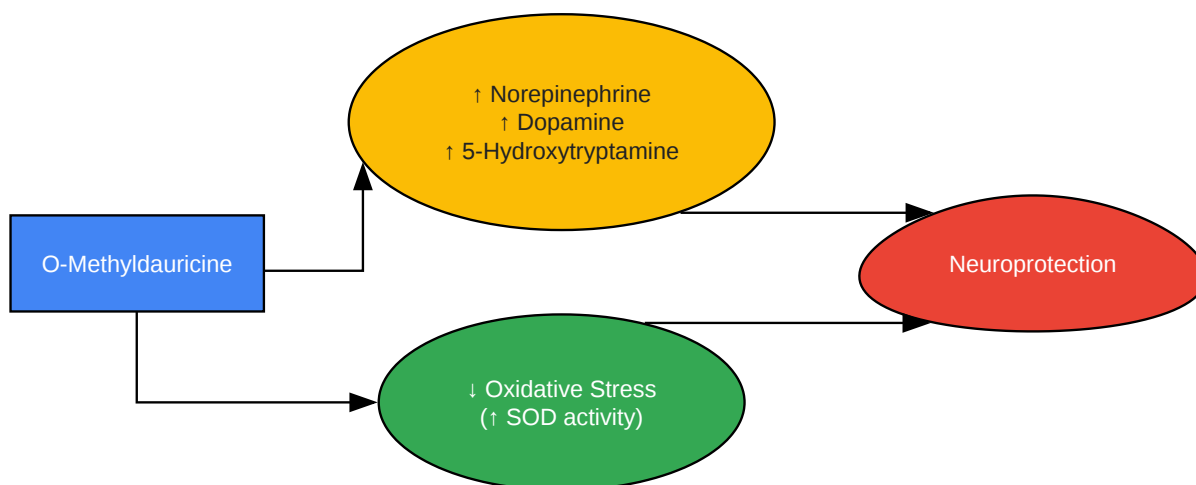 ↑ Norepinephrine
↑ Dopamine
↑ 5-Hydroxytryptamine
O-Methyldauricine
Neuroprotection
↓ Oxidative Stress
(↑ SOD activity)